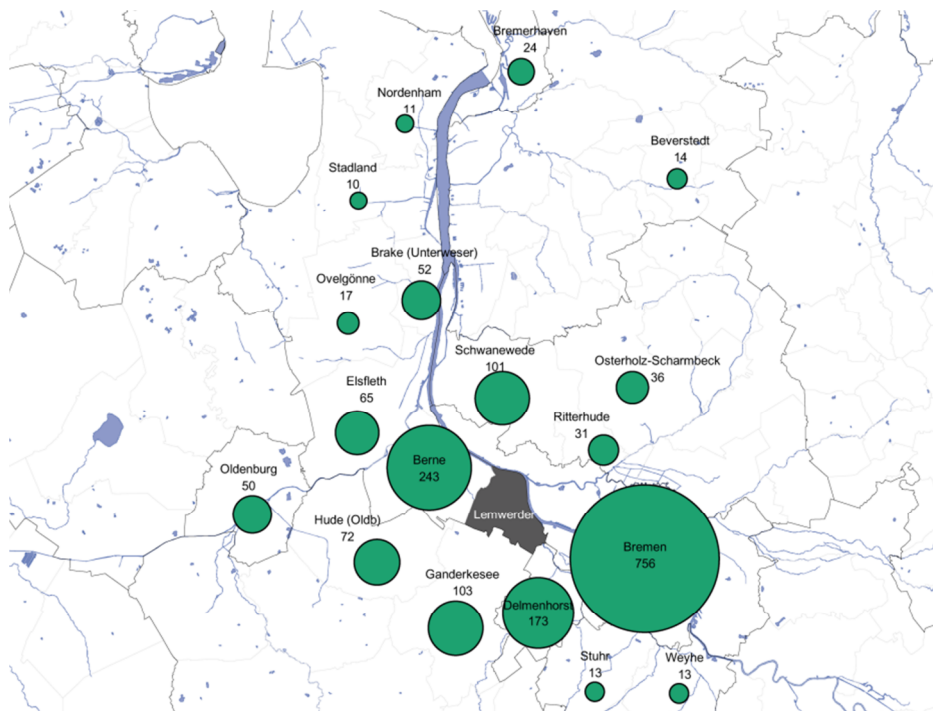 Bremerhaven
24
Nordenham
11
Beverstedt
14
Stadland
10
Brake (Unterweser)
52
Ovelgönne
17
Schwanewede
101
Osterholz-Scharmbeck
36
Elsfleth
65
Ritterhude
31
Berne
243
Oldenburg
50
Lemwerder
Hude (Oldb)
72
Bremen
756
Ganderkesee
103
Delmenhorst
173
Stuhr
13
Weyhe
13